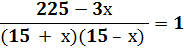 225 – 3x
(15 + x)(15 – x) = 1